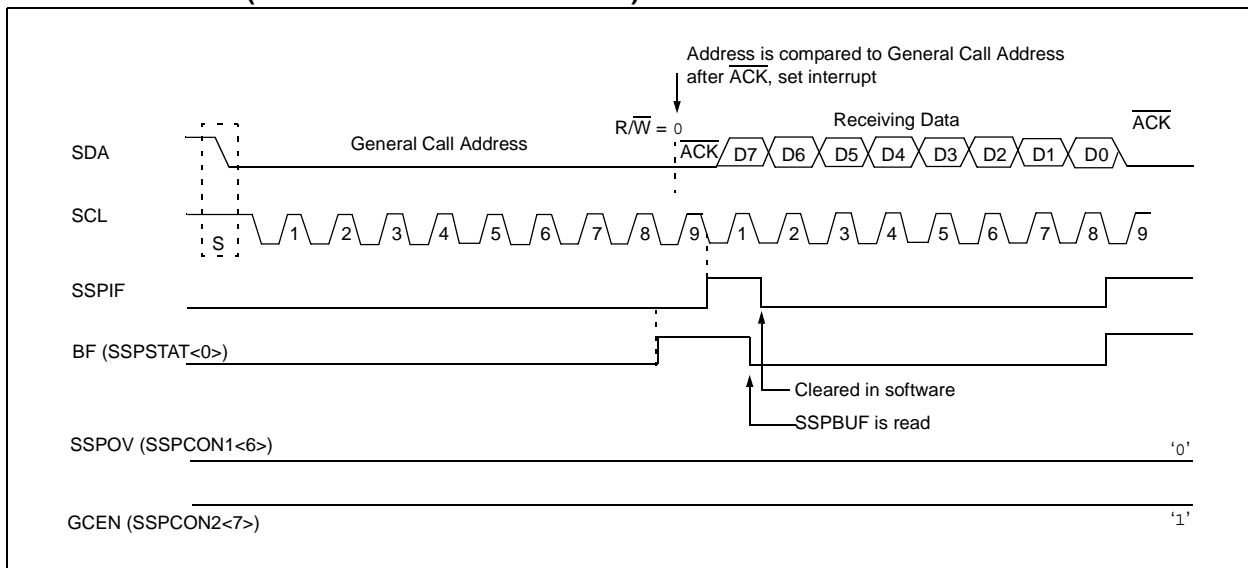 Address is compared to General Call Address
after ACK, set interrupt
R/W = 0
Receiving Data
ACK
SDA
General Call Address
ACK
D7 D6 D5 D4 D3 D2 D1 D0
SCL
S
1 2 3 4 5 6 7 8 9 1 2 3 4 5 6 7 8 9
SSPIF
BF (SSPSTAT<0>)
Cleared in software
SSPBUF is read
SSPOV (SSPCON1<6>)
‘0’
GCEN (SSPCON2<7>)
‘1’